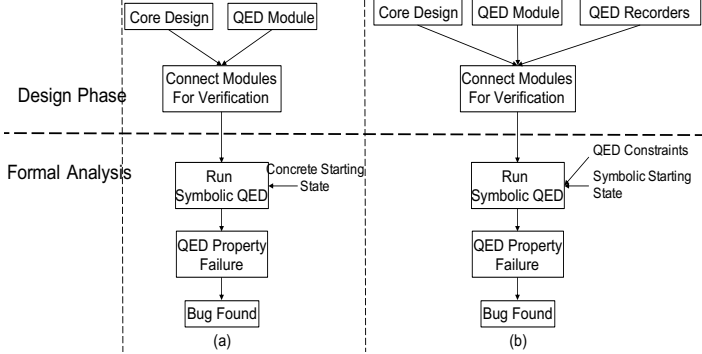 Core Design
QED Module
Core Design
QED Module
QED Recorders
Design Phase
Connect Modules
For Verification
Connect Modules
For Verification
Formal Analysis
Run
Symbolic QED
Concrete Starting
State
Run
Symbolic QED
QED Constraints
Symbolic Starting
State
QED Property
Failure
QED Property
Failure
Bug Found
Bug Found
(a)
(b)